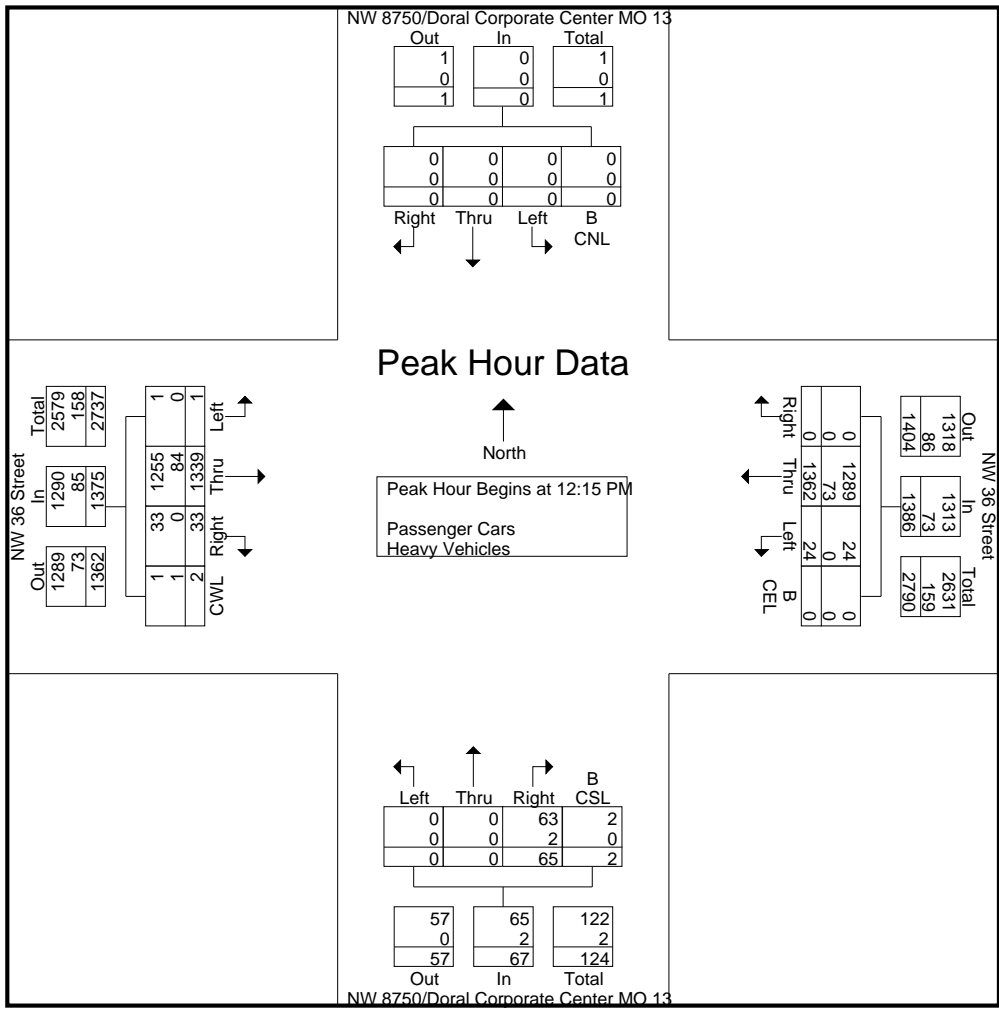 NW 8750/Doral Corporate Center MO 13
Out In Total
1 0 1
0 0 0
1 0 1
0 0 0 0
0 0 0 0
0 0 0 0
Right Thru Left B
CNL
Peak Hour Data
North
Peak Hour Begins at 12:15 PM
Passenger Cars
Heavy Vehicles
NW 36 Street
Total In Out
2579 1290 1289
158 85 73
2737 1375 1362
1 1255 33 1
0 84 0 1
1 1339 33 2
Left Thru Right CWL
NW 36 Street
Out In Total
1318 1313 2631
86 73 159
1404 1386 2790
0 1289 24 0
0 73 0 0
0 1362 24 0
Right Thru Left B
CEL
B
Left Thru Right CSL
0 0 63 2
0 0 2 0
0 0 65 2
57 65 122
0 2 2
57 67 124
Out In Total
NW 8750/Doral Corporate Center MO 13